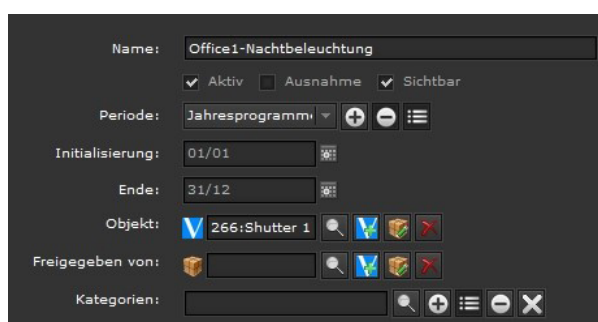 Name: Office1-Nachtbeleuchtung
Aktiv Ausnahme Sichtbar
Periode: Jahresprogramm
Initialisierung: 01/01
Ende: 31/12
Objekt: V 266:Shutter 1
Freigegeben von:
Kategorien: